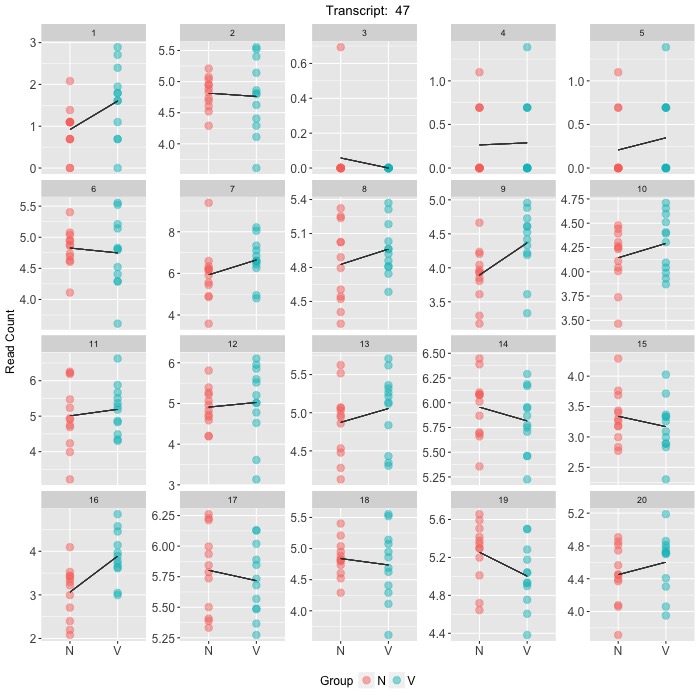 Transcript: 47
1 2 3 4 5
3 2 1 0
5.5 5.0 4.5 4.0
0.6 0.4 0.2 0.0
1.0 0.5 0.0
1.0 0.5 0.0
6 7 8 9 10
5.5 5.0 4.5 4.0
8 6 4
5.4 5.1 4.8 4.5
5.0 4.5 4.0 3.5
4.75 4.50 4.25 4.00 3.75 3.50
Read Count
11 12 13 14 15
6 5 4
6 5 4 3
5.5 5.0 4.5
6.50 6.25 6.00 5.75 5.50 5.25
4.0 3.5 3.0 2.5
16 17 18 19 20
4 3 2
6.25 6.00 5.75 5.50 5.25
5.5 5.0 4.5 4.0
5.6 5.2 4.8 4.4
5.2 4.8 4.4 4.0
N V N V N V N V N V
Group N V